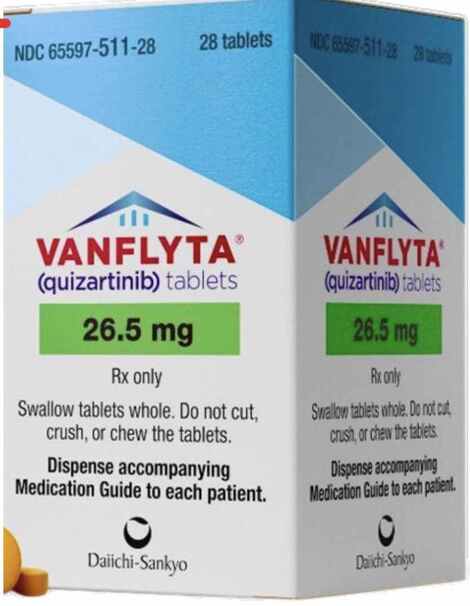 NDC 65597-511-28 28 tablets
VANFLYTA®
(quizartinib) tablets
26.5 mg
Rx only
Swallow tablets whole. Do not cut,
crush, or chew the tablets.
Dispense accompanying
Medication Guide to each patient.
Daiichi-Sankyo
NDC 65597-511-28 28 tablets
VANFLYTA®
(quizartinib) tablets
26.5 mg
Rx only
Swallow tablets whole. Do not cut,
crush, or chew the tablets.
Dispense accompanying
Medication Guide to each patient.
Daiichi-Sankyo